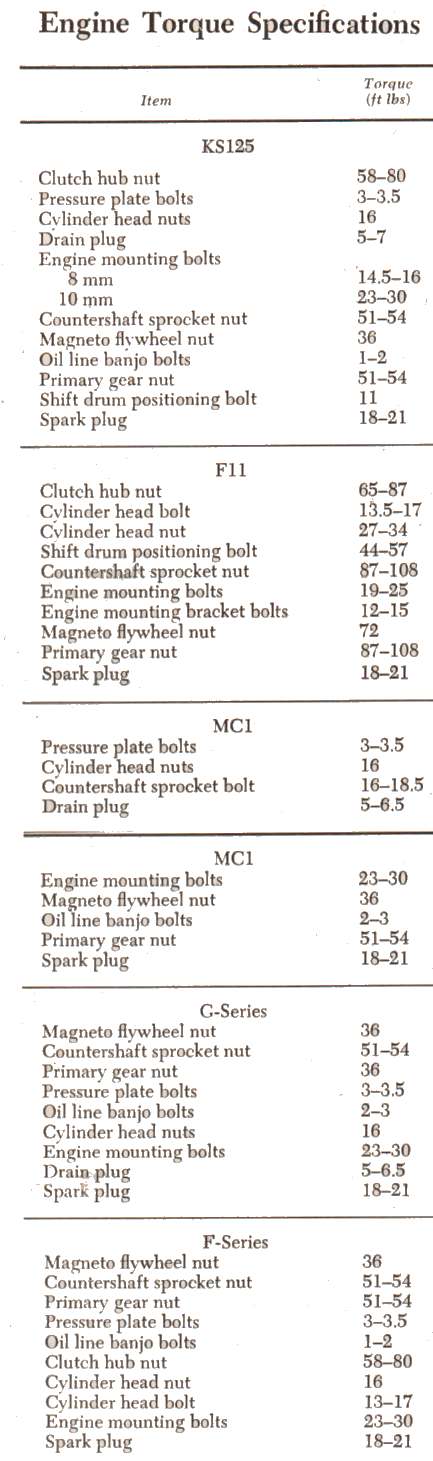 Engine Torque Specifications
Item Torque (ft lbs)
KS125
Clutch hub nut 58–80
Pressure plate bolts 3–3.5
Cylinder head nuts 16
Drain plug 5–7
Engine mounting bolts
8 mm 14.5–16
10 mm 23–30
Countershaft sprocket nut 51–54
Magneto flywheel nut 36
Oil line banjo bolts 1–2
Primary gear nut 51–54
Shift drum positioning bolt 11
Spark plug 18–21
F11
Clutch hub nut 65–87
Cylinder head bolt 13.5–17
Cylinder head nut 27–34
Shift drum positioning bolt 44–57
Countershaft sprocket nut 87–108
Engine mounting bolts 19–25
Engine mounting bracket bolts 12–15
Magneto flywheel nut 72
Primary gear nut 87–108
Spark plug 18–21
MC1
Pressure plate bolts 3–3.5
Cylinder head nuts 16
Countershaft sprocket bolt 16–18.5
Drain plug 5–6.5
MC1
Engine mounting bolts 23–30
Magneto flywheel nut 36
Oil line banjo bolts 2–3
Primary gear nut 51–54
Spark plug 18–21
G-Series
Magneto flywheel nut 36
Countershaft sprocket nut 51–54
Primary gear nut 36
Pressure plate bolts 3–3.5
Oil line banjo bolts 2–3
Cylinder head nuts 16
Engine mounting bolts 23–30
Drain plug 5–6.5
Spark plug 18–21
F-Series
Magneto flywheel nut 36
Countershaft sprocket nut 51–54
Primary gear nut 51–54
Pressure plate bolts 3–3.5
Oil line banjo bolts 1–2
Clutch hub nut 58–80
Cylinder head nut 16
Cylinder head bolt 13–17
Engine mounting bolts 23–30
Spark plug 18–21